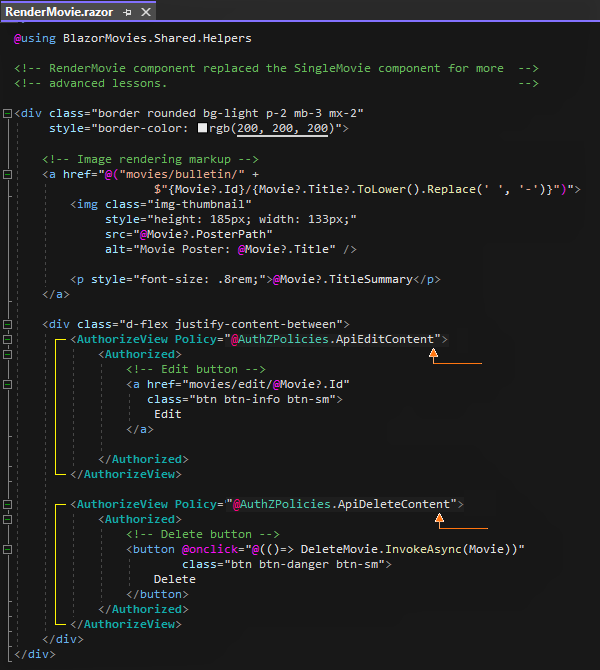 RenderMovie.razor
@using BlazorMovies.Shared.Helpers
<!-- RenderMovie component replaced the SingleMovie component for more -->
<!-- advanced lessons. -->
<div class="border rounded bg-light p-2 mb-3 mx-2"
style="border-color: rgb(200, 200, 200)">
<!-- Image rendering markup -->
<a href="@("movies/bulletin/" +
$"{Movie?.Id}/{Movie?.Title?.ToLower().Replace(' ', '-')}")">
<img class="img-thumbnail"
style="height: 185px; width: 133px;"
src="@Movie?.PosterPath"
alt="Movie Poster: @Movie?.Title" />
<p style="font-size: .8rem;">@Movie?.TitleSummary</p>
</a>
<div class="d-flex justify-content-between">
<AuthorizeView Policy="@AuthZPolicies.ApiEditContent">
<Authorized>
<!-- Edit button -->
<a href="movies/edit/@Movie?.Id"
class="btn btn-info btn-sm">
Edit
</a>
</Authorized>
</AuthorizeView>
<AuthorizeView Policy="@AuthZPolicies.ApiDeleteContent">
<Authorized>
<!-- Delete button -->
<button @onclick="@(()=> DeleteMovie.InvokeAsync(Movie))"
class="btn btn-danger btn-sm">
Delete
</button>
</Authorized>
</AuthorizeView>
</div>
</div>